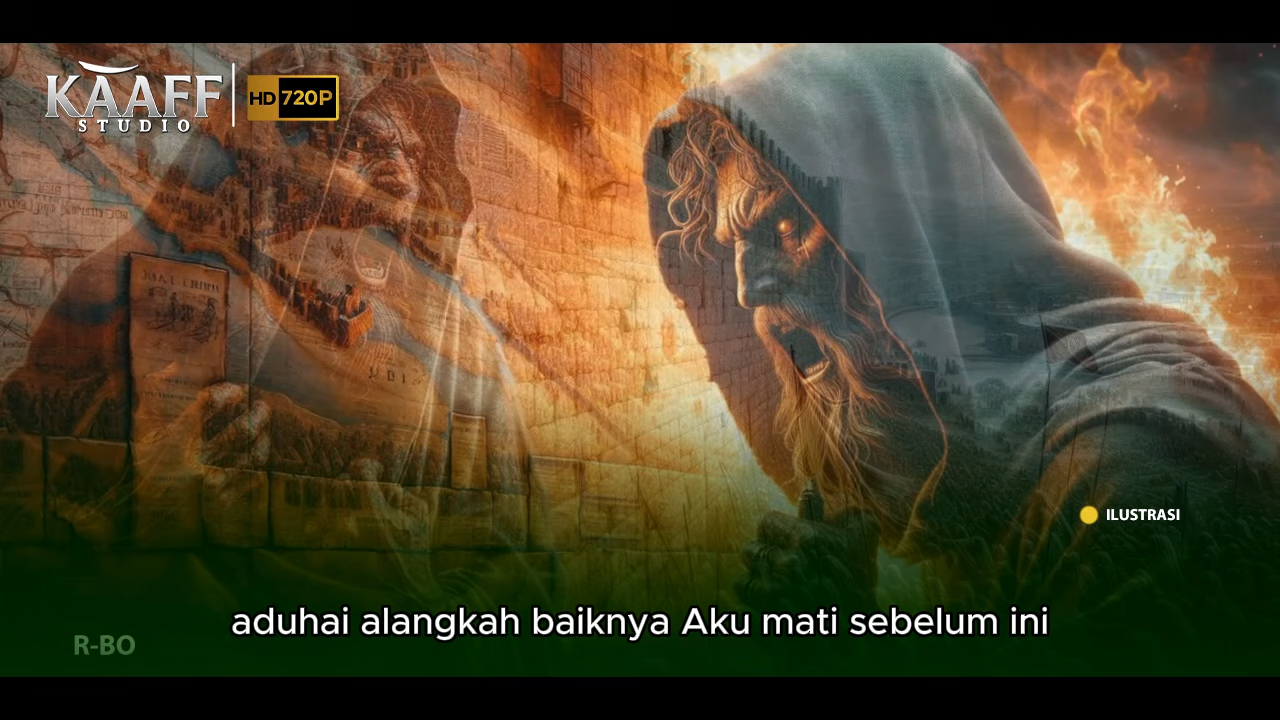 KAAFF
STUDIO
HD 720P
ILUSTRASI
aduhai alangkah baiknya Aku mati sebelum ini
R-BO